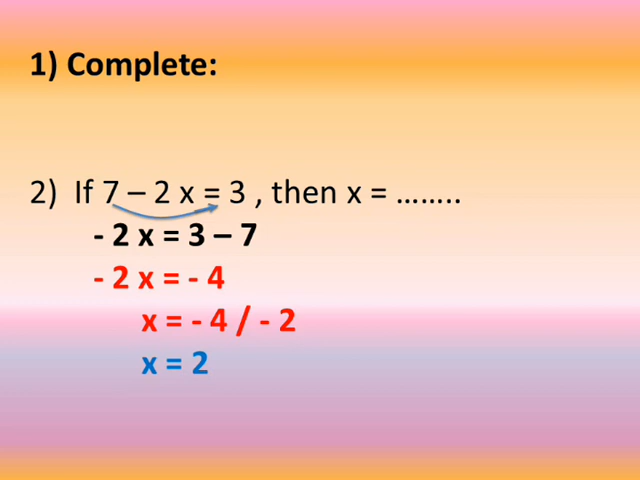 1) Complete:
2) If 7 – 2 x = 3 , then x = ……..
- 2 x = 3 – 7
- 2 x = - 4
x = - 4 / - 2
x = 2